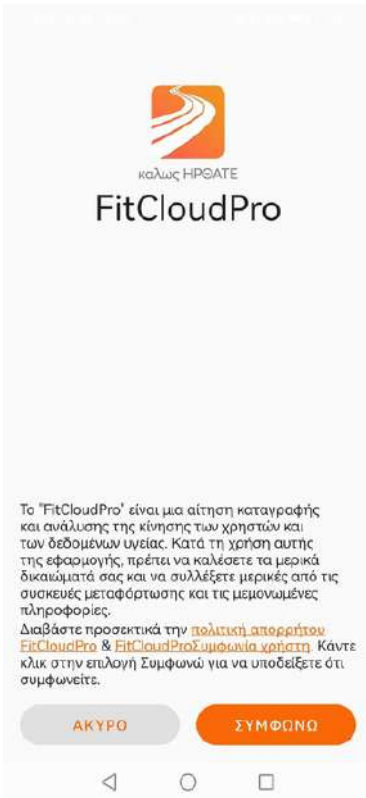 καλως ΗΡΘΑΤΕ
FitCloudPro
Το "FitCloudPro' είναι μια αίτηση καταγραφής
και ανάλυσης της κίνησης των χρηστών και
των δεδομένων υγείας. Κατά τη χρήση αυτής
της εφαρμογής, πρέπει να καλέσετε τα μερικά
δικαιώματά σας και να συλλέξετε μερικές από τις
συσκευές μεταφόρτωσης και τις μεμονωμένες
πληροφορίες.
Διαβάστε προσεκτικά την πολιτική απορρήτου
FitCloudPro & FitCloudProΣυμφωνία χρήστη. Κάντε
κλικ στην επιλογή Συμφωνώ για να υποδείξετε ότι
συμφωνείτε.
ΑΚΥΡΟ
ΣΥΜΦΩΝΩ